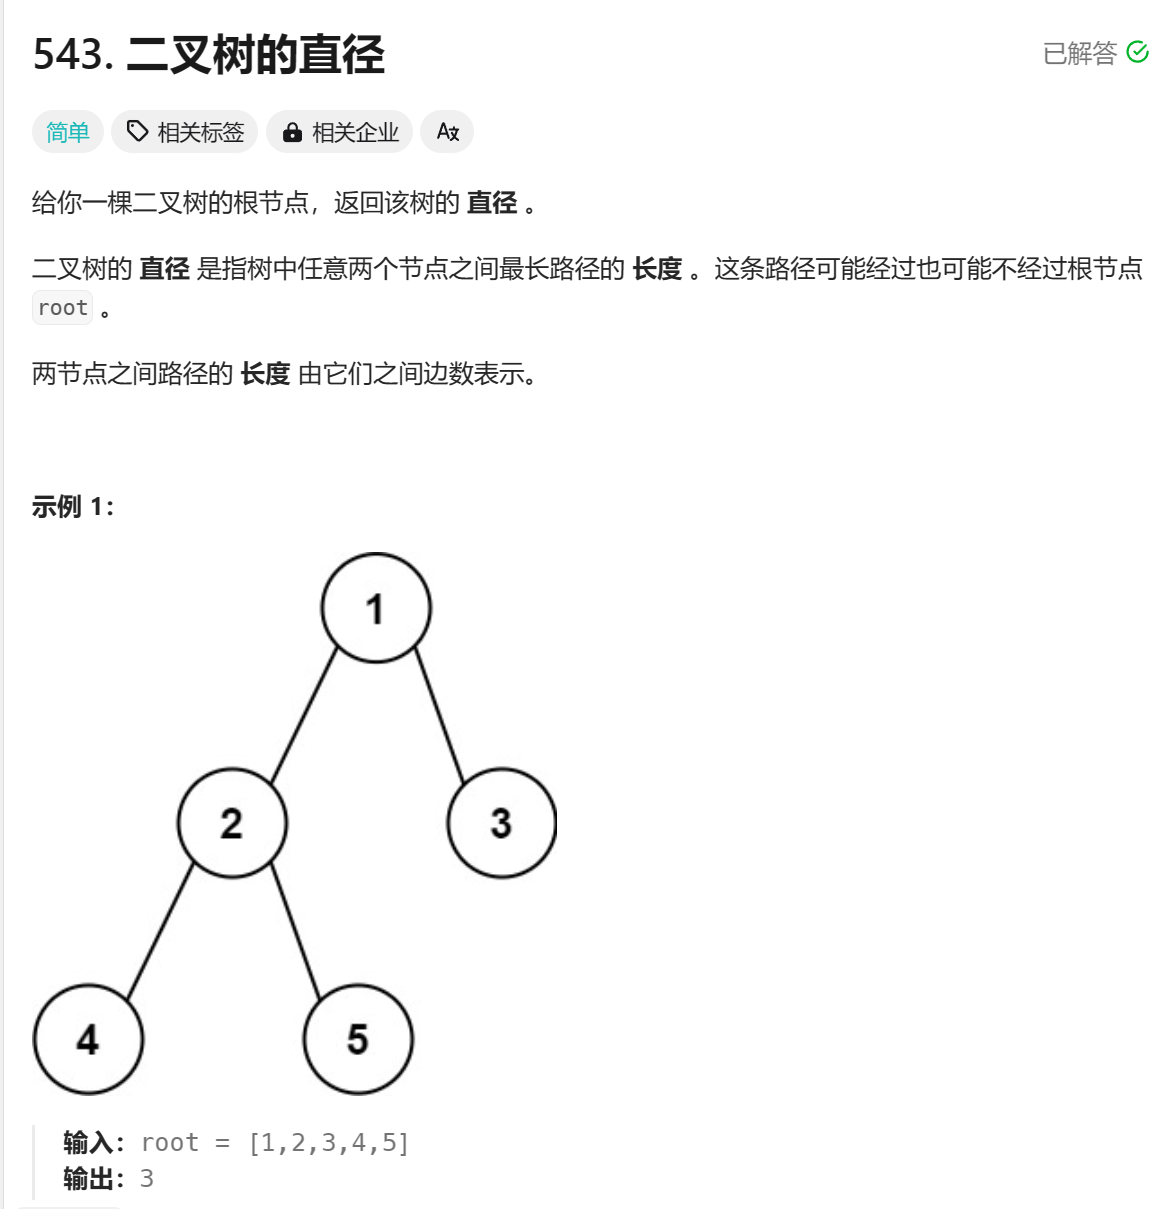 543. 二叉树的直径
已解答
简单 相关标签 相关企业 A文
给你一棵二叉树的根节点，返回该树的 直径 。
二叉树的 直径 是指树中任意两个节点之间最长路径的 长度 。这条路径可能经过也可能不经过根节点
root 。
两节点之间路径的 长度 由它们之间边数表示。
示例 1：
1
2
3
4
5
输入：root = [1,2,3,4,5]
输出：3